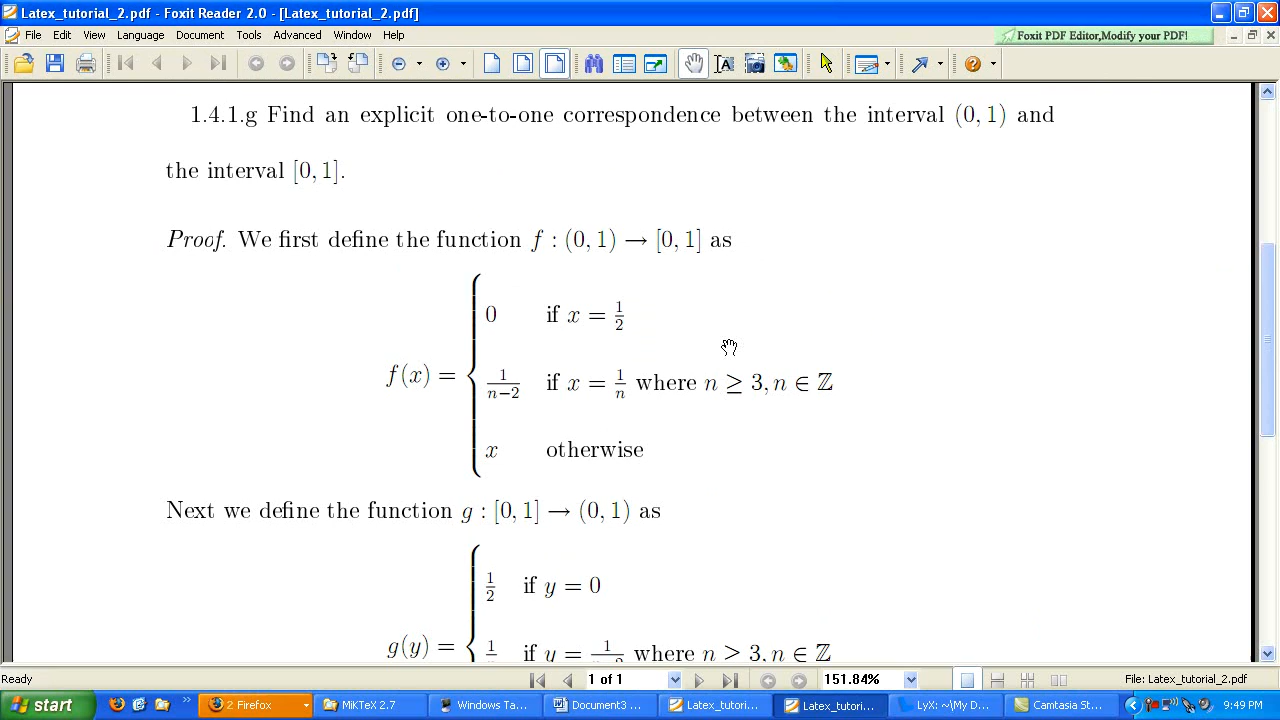 Latex_tutorial_2.pdf - Foxit Reader 2.0 - [Latex_tutorial_2.pdf]
File Edit View Language Document Tools Advanced Window Help
Foxit PDF Editor,Modify your PDF!
1.4.1.g Find an explicit one-to-one correspondence between the interval (0, 1) and
the interval [0, 1].
Proof. We first define the function f : (0, 1) → [0, 1] as
0 if x = 1/2
f(x) = { 1/(n−2) if x = 1/n where n ≥ 3, n ∈ ℤ
x otherwise
Next we define the function g : [0, 1] → (0, 1) as
1/2 if y = 0
g(y) = { if y = where n ≥ 3, n ∈ ℤ
Ready
1 of 1
151.84%
File: Latex_tutorial_2.pdf
start
2 Firefox
MiKTeX 2.7
Windows Ta...
Document3 ...
Latex_tutori...
Latex_tutori...
LyX: ~\My D...
Camtasia St...
9:49 PM